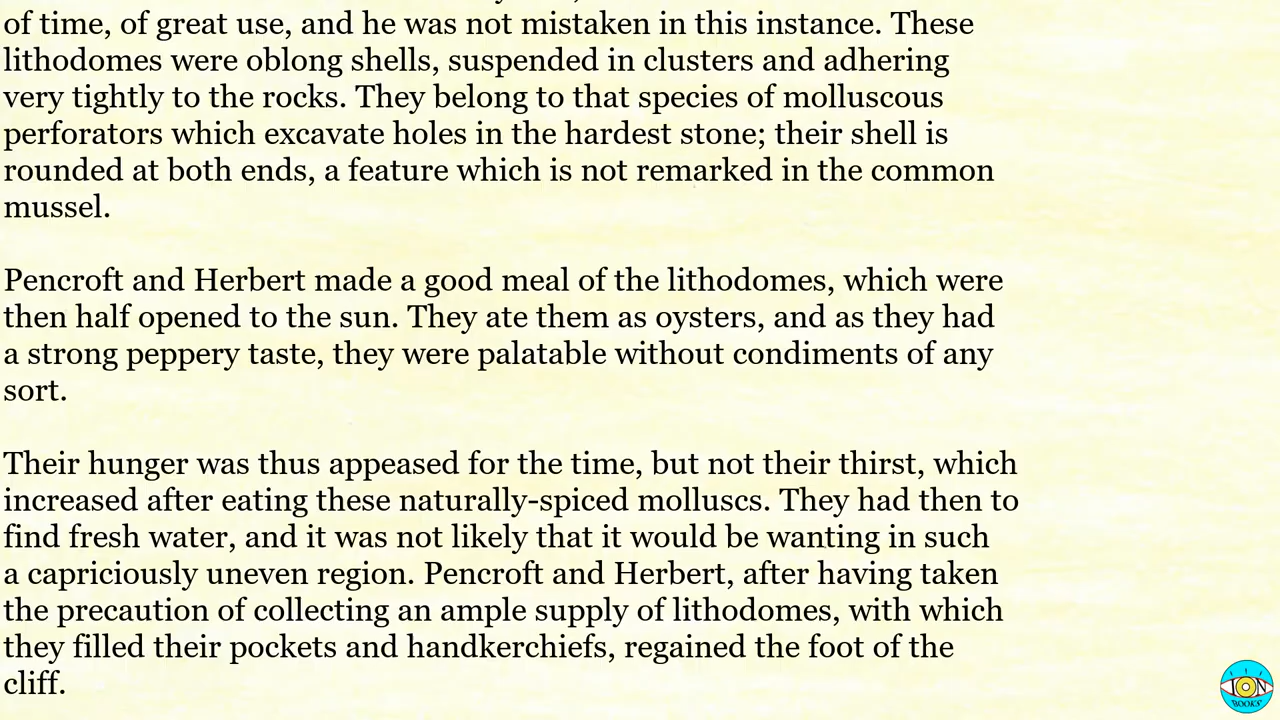 of time, of great use, and he was not mistaken in this instance. These
lithodomes were oblong shells, suspended in clusters and adhering
very tightly to the rocks. They belong to that species of molluscous
perforators which excavate holes in the hardest stone; their shell is
rounded at both ends, a feature which is not remarked in the common
mussel.
Pencroft and Herbert made a good meal of the lithodomes, which were
then half opened to the sun. They ate them as oysters, and as they had
a strong peppery taste, they were palatable without condiments of any
sort.
Their hunger was thus appeased for the time, but not their thirst, which
increased after eating these naturally-spiced molluscs. They had then to
find fresh water, and it was not likely that it would be wanting in such
a capriciously uneven region. Pencroft and Herbert, after having taken
the precaution of collecting an ample supply of lithodomes, with which
they filled their pockets and handkerchiefs, regained the foot of the
cliff.
ION
BOOKS